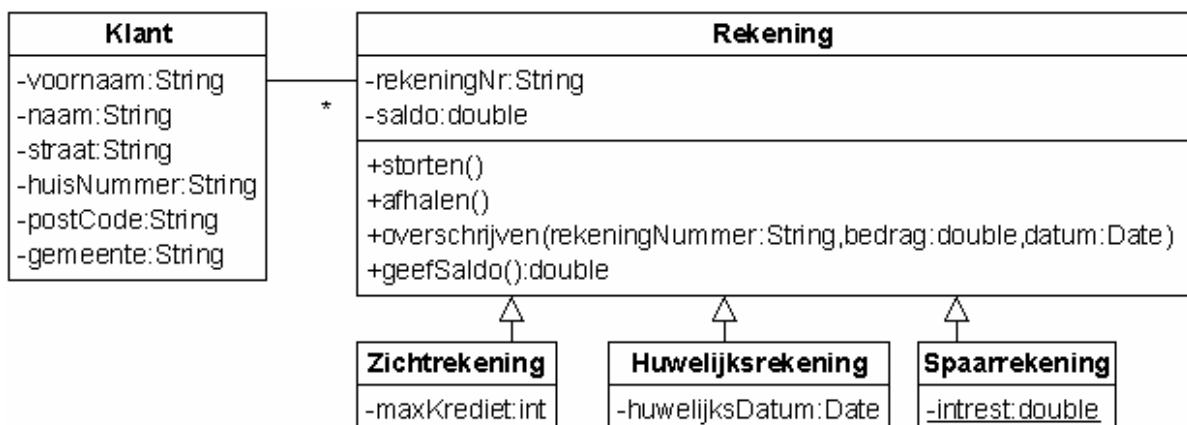 Klant
-voornaam:String
-naam:String
-straat:String
-huisNummer:String
-postCode:String
-gemeente:String
*
Rekening
-rekeningNr:String
-saldo:double
+storten()
+afhalen()
+overschrijven(rekeningNummer:String,bedrag:double,datum:Date)
+geefSaldo():double
Zichtrekening
-maxKrediet:int
Huwelijksrekening
-huwelijksDatum:Date
Spaarrekening
-intrest:double